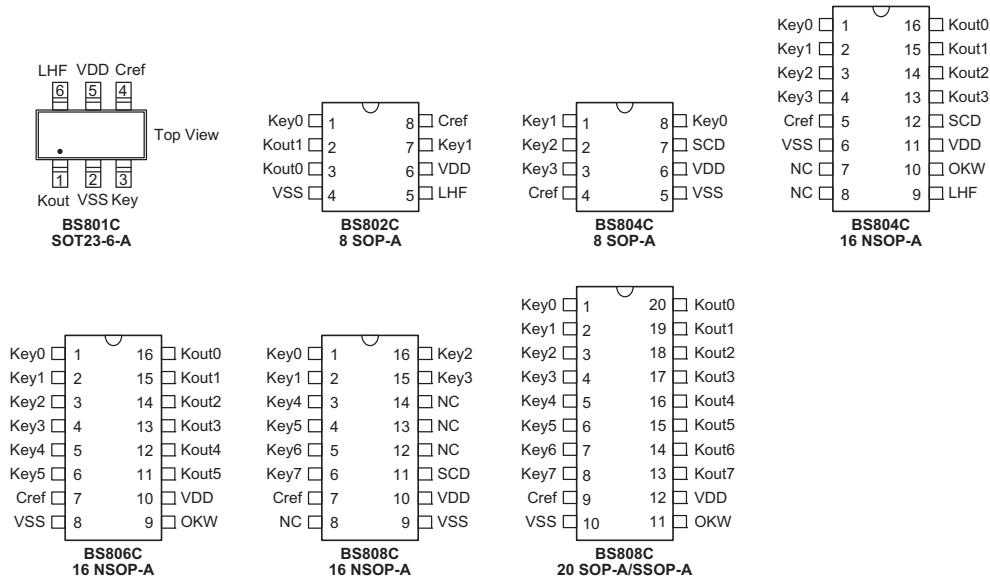 LHF VDD Cref
6 5 4
Top View
1 2 3
Kout VSS Key
BS801C
SOT23-6-A
Key0 1 8 Cref
Kout1 2 7 Key1
Kout0 3 6 VDD
VSS 4 5 LHF
BS802C
8 SOP-A
Key1 1 8 Key0
Key2 2 7 SCD
Key3 3 6 VDD
Cref 4 5 VSS
BS804C
8 SOP-A
Key0 1 16 Kout0
Key1 2 15 Kout1
Key2 3 14 Kout2
Key3 4 13 Kout3
Cref 5 12 SCD
VSS 6 11 VDD
NC 7 10 OKW
NC 8 9 LHF
BS804C
16 NSOP-A
Key0 1 16 Kout0
Key1 2 15 Kout1
Key2 3 14 Kout2
Key3 4 13 Kout3
Key4 5 12 Kout4
Key5 6 11 Kout5
Cref 7 10 VDD
VSS 8 9 OKW
BS806C
16 NSOP-A
Key0 1 16 Key2
Key1 2 15 Key3
Key4 3 14 NC
Key5 4 13 NC
Key6 5 12 NC
Key7 6 11 SCD
Cref 7 10 VDD
NC 8 9 VSS
BS808C
16 NSOP-A
Key0 1 20 Kout0
Key1 2 19 Kout1
Key2 3 18 Kout2
Key3 4 17 Kout3
Key4 5 16 Kout4
Key5 6 15 Kout5
Key6 7 14 Kout6
Key7 8 13 Kout7
Cref 9 12 VDD
VSS 10 11 OKW
BS808C
20 SOP-A/SSOP-A